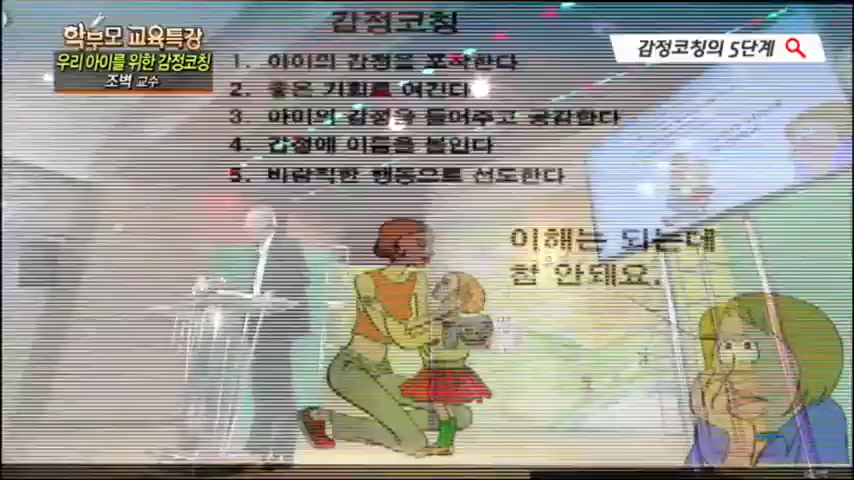 학부모 교육특강
우리 아이를 위한 감정코칭
조벽 교수
감정코칭의 5단계
감정코칭
1. 아이의 감정을 포착한다
2. 좋은 기회로 여긴다
3. 아이의 감정을 들어주고 공감한다
4. 감정에 이름을 붙인다
5. 바람직한 행동으로 선도한다
이해는 되는데
참 안돼요.